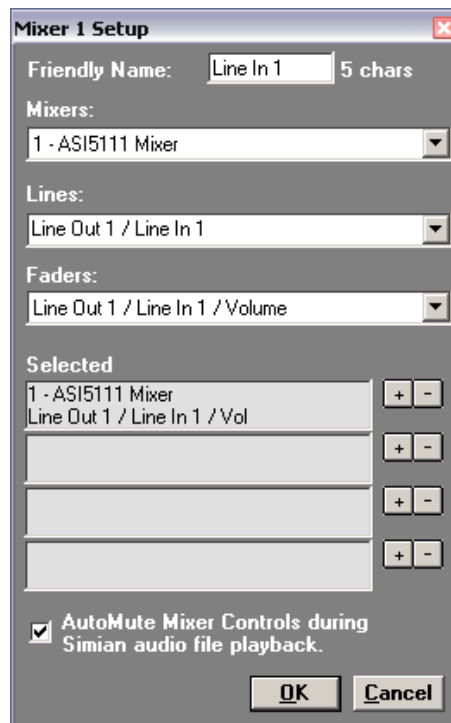 Mixer 1 Setup
Friendly Name: Line In 1 5 chars
Mixers:
1 - ASI5111 Mixer
Lines:
Line Out 1 / Line In 1
Faders:
Line Out 1 / Line In 1 / Volume
Selected
1 - ASI5111 Mixer
Line Out 1 / Line In 1 / Vol
+ -
+ -
+ -
+ -
AutoMute Mixer Controls during
Simian audio file playback.
OK Cancel